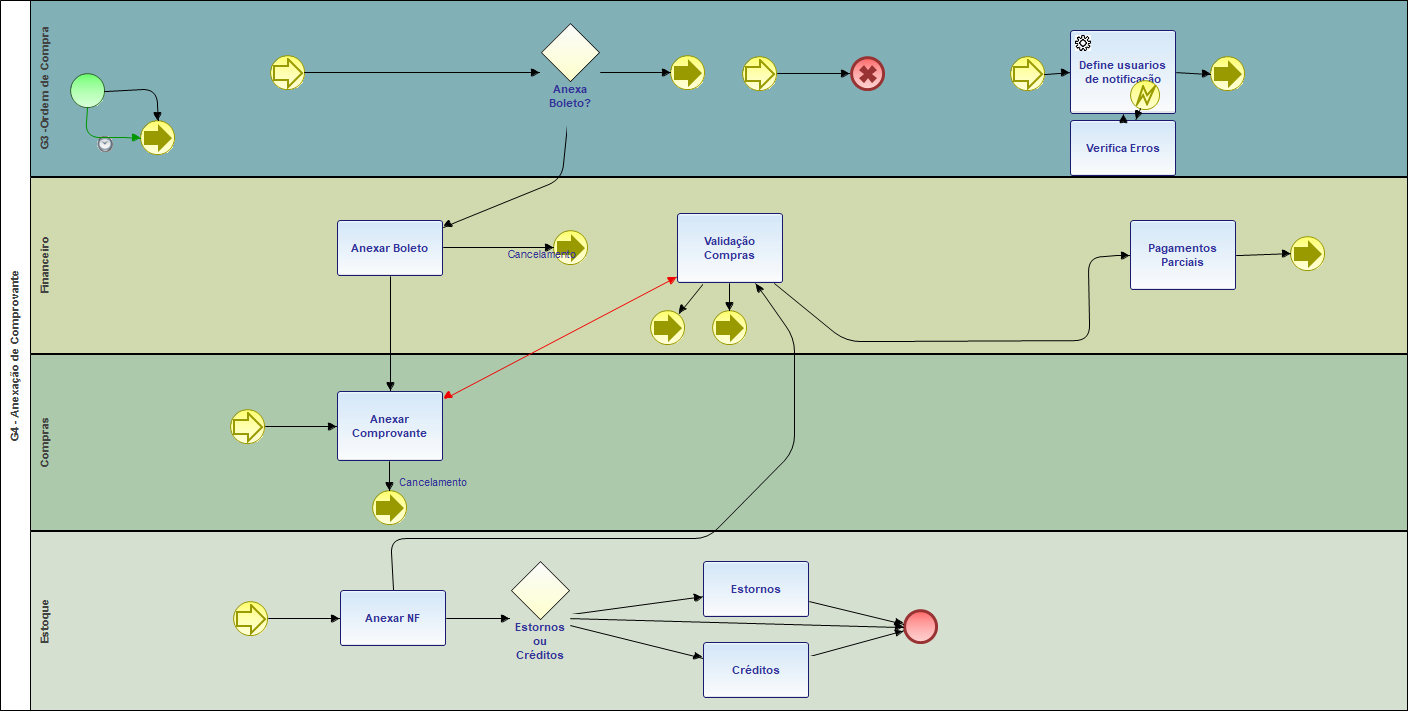 G4 - Anexação de Comprovante
G3 -Ordem de Compra
Anexa
Boleto?
Define usuarios
de notificação
Verifica Erros
Financeiro
Anexar Boleto
Cancelamento
Validação
Compras
Pagamentos
Parciais
Compras
Anexar
Comprovante
Cancelamento
Estoque
Anexar NF
Estornos
ou
Créditos
Estornos
Créditos